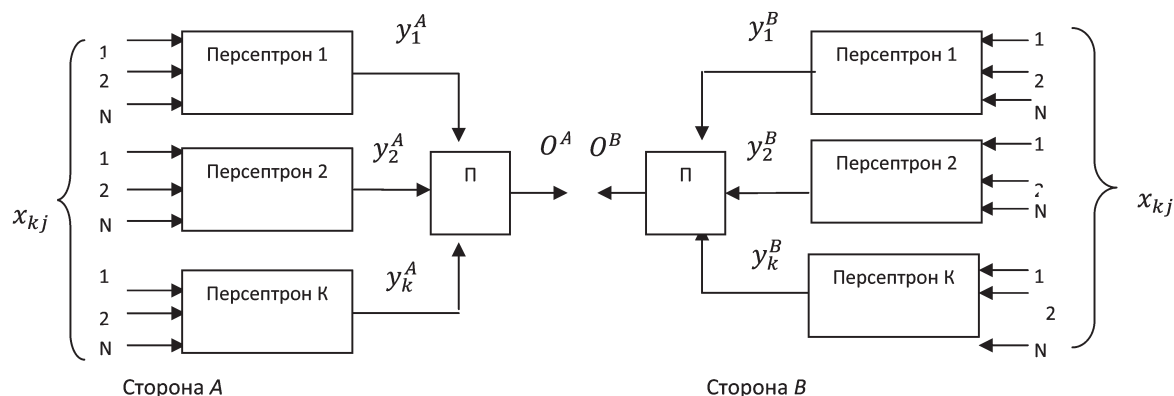 1
2
N
1
2
N
1
2
N
x_{kj}
Персептрон 1
Персептрон 2
Персептрон К
y_1^A
y_2^A
y_k^A
П
O^A
O^B
П
y_1^B
y_2^B
y_k^B
Персептрон 1
Персептрон 2
Персептрон К
1
2
N
1
2
N
1
2
N
x_{kj}
Сторона A
Сторона B